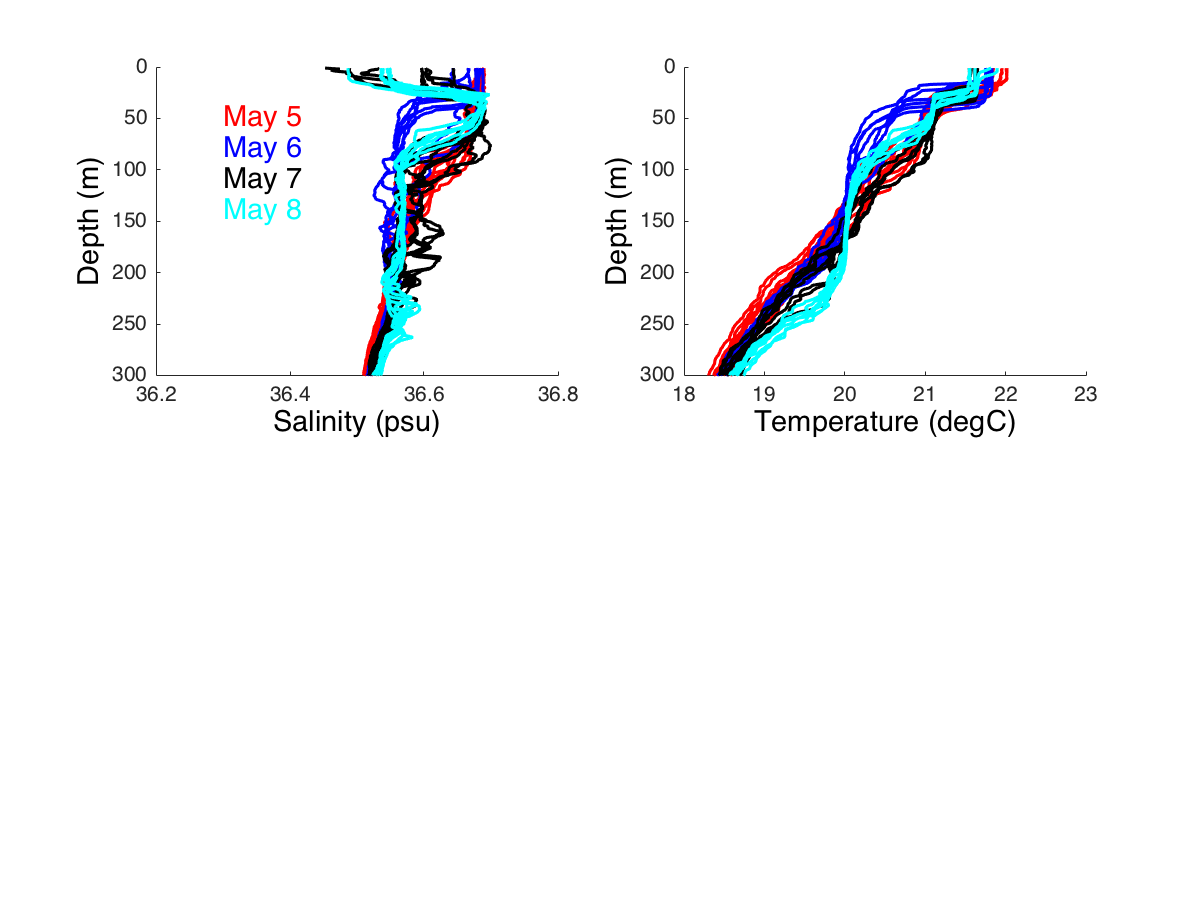 0
50
100
150
200
250
300
Depth (m)
May 5
May 6
May 7
May 8
36.2 36.4 36.6 36.8
Salinity (psu)
0
50
100
150
200
250
300
Depth (m)
18 19 20 21 22 23
Temperature (degC)